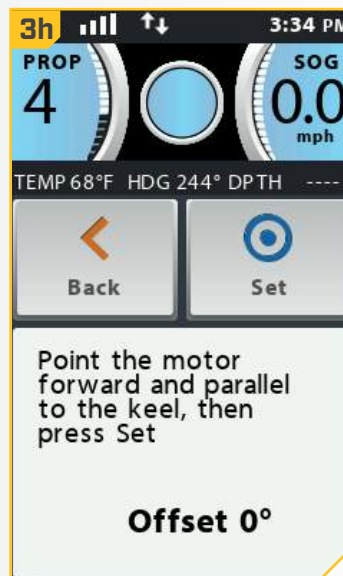 3h 3:34 PM
PROP SOG
4 0.0
mph
TEMP 68°F HDG 244° DPTH ----
Back Set
Point the motor
forward and parallel
to the keel, then
press Set
Offset 0°